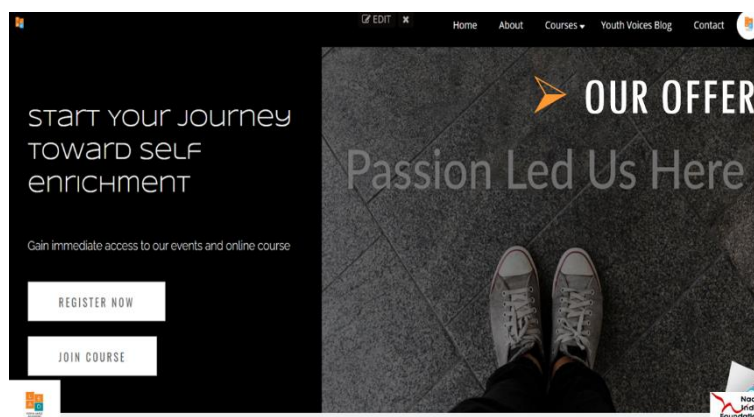 EDIT ×
Home About Courses Youth Voices Blog Contact
OUR OFFER
Start Your Journey
Toward Self
Enrichment
Passion Led Us Here
Gain immediate access to our events and online course
REGISTER NOW
JOIN COURSE